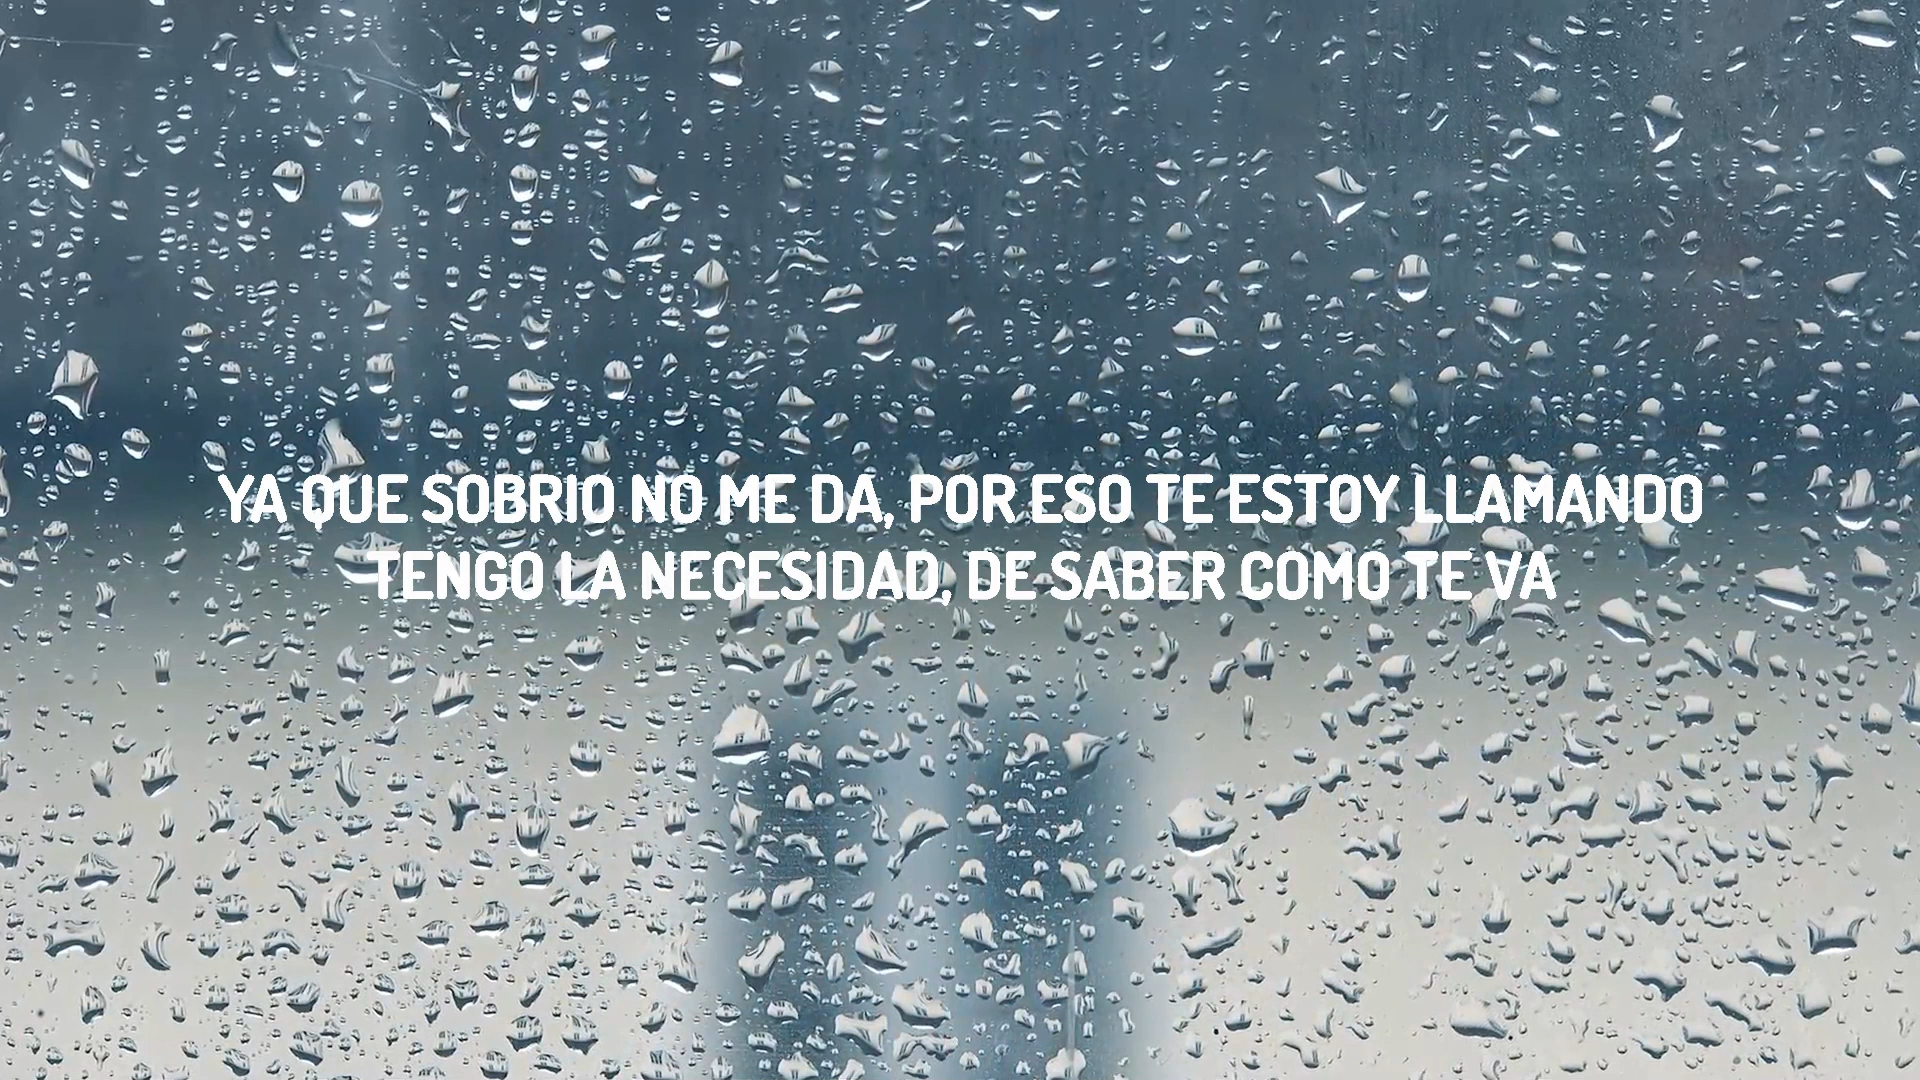 YA QUE SOBRIO NO ME DA, POR ESO TE ESTOY LLAMANDO
TENGO LA NECESIDAD, DE SABER COMO TE VA